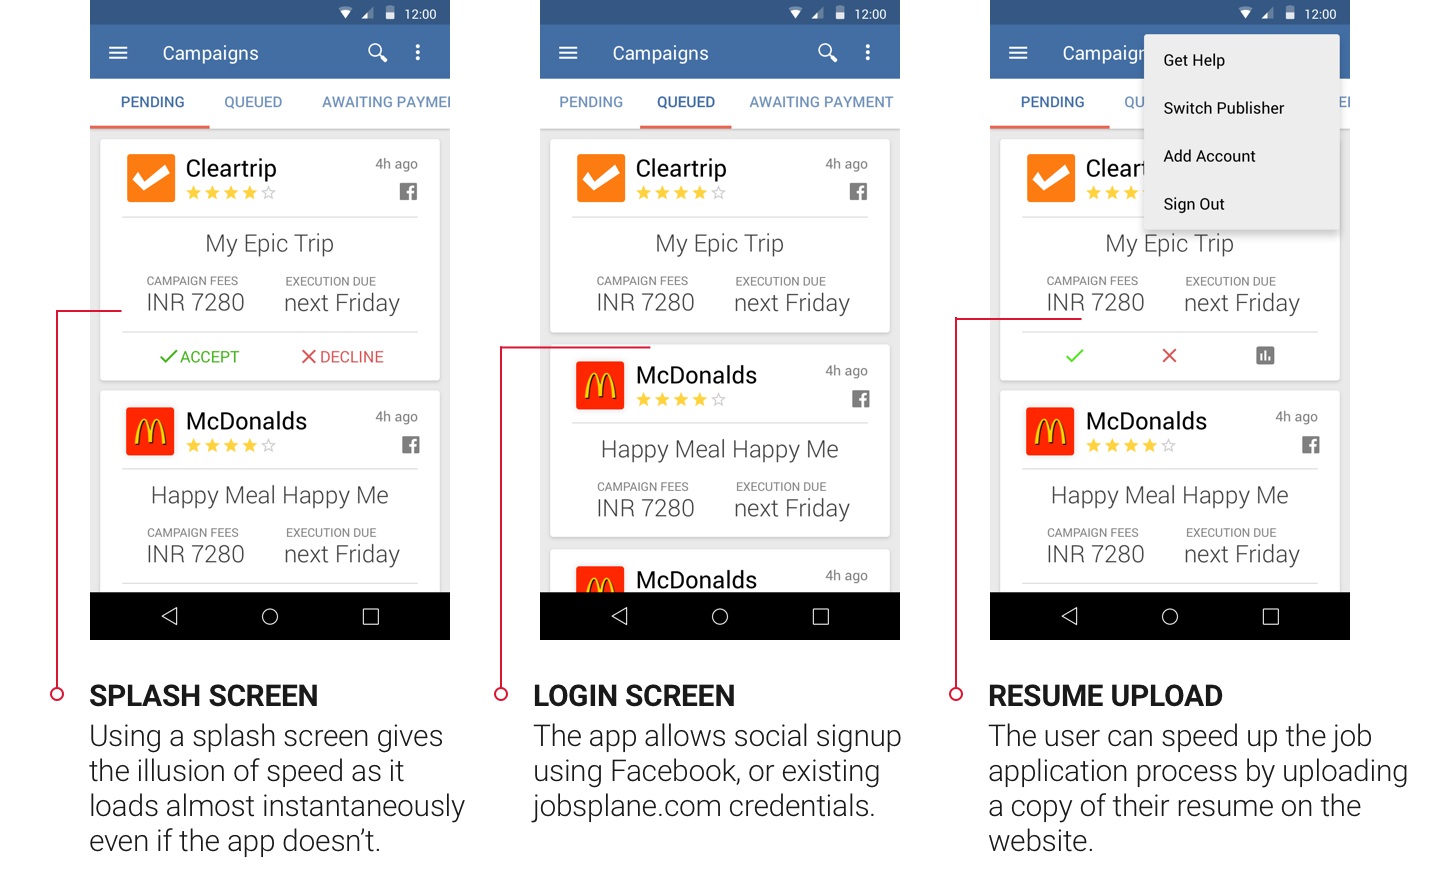 12:00
Campaigns
PENDING QUEUED AWAITING PAYMEI
Cleartrip 4h ago
My Epic Trip
CAMPAIGN FEES EXECUTION DUE
INR 7280 next Friday
ACCEPT DECLINE
McDonalds 4h ago
Happy Meal Happy Me
CAMPAIGN FEES EXECUTION DUE
INR 7280 next Friday
SPLASH SCREEN
Using a splash screen gives
the illusion of speed as it
loads almost instantaneously
even if the app doesn't.
12:00
Campaigns
PENDING QUEUED AWAITING PAYMENT
Cleartrip 4h ago
My Epic Trip
CAMPAIGN FEES EXECUTION DUE
INR 7280 next Friday
McDonalds 4h ago
Happy Meal Happy Me
CAMPAIGN FEES EXECUTION DUE
INR 7280 next Friday
McDonalds 4h ago
LOGIN SCREEN
The app allows social signup
using Facebook, or existing
jobsplane.com credentials.
12:00
Campaigr
Get Help
PENDING QU EI
Switch Publisher
Add Account
Cleart
Sign Out
My Epic Trip
CAMPAIGN FEES EXECUTION DUE
INR 7280 next Friday
McDonalds 4h ago
Happy Meal Happy Me
CAMPAIGN FEES EXECUTION DUE
INR 7280 next Friday
RESUME UPLOAD
The user can speed up the job
application process by uploading
a copy of their resume on the
website.